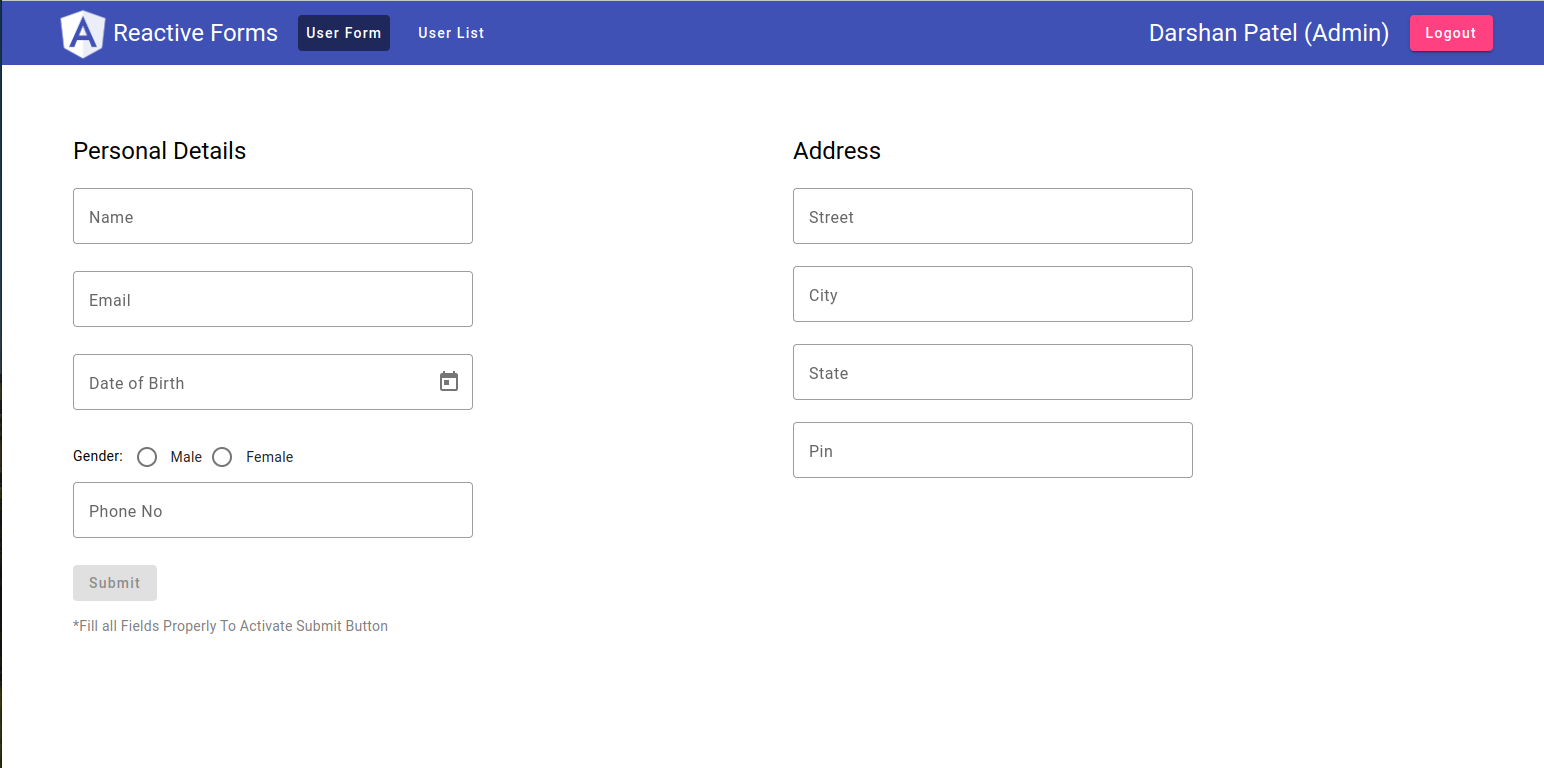 Reactive Forms User Form User List Darshan Patel (Admin) Logout
Personal Details
Name
Email
Date of Birth
Gender: Male Female
Phone No
Submit
*Fill all Fields Properly To Activate Submit Button
Address
Street
City
State
Pin